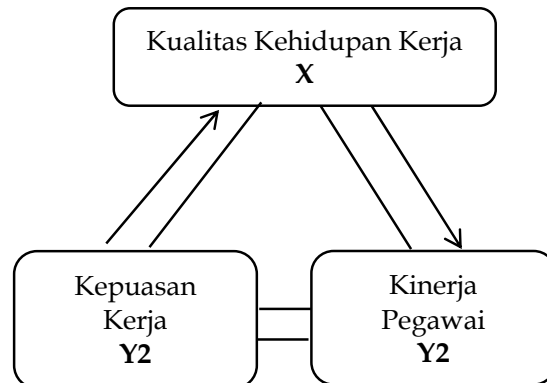 Kualitas Kehidupan Kerja
X
Kepuasan
Kerja
Y2
Kinerja
Pegawai
Y2